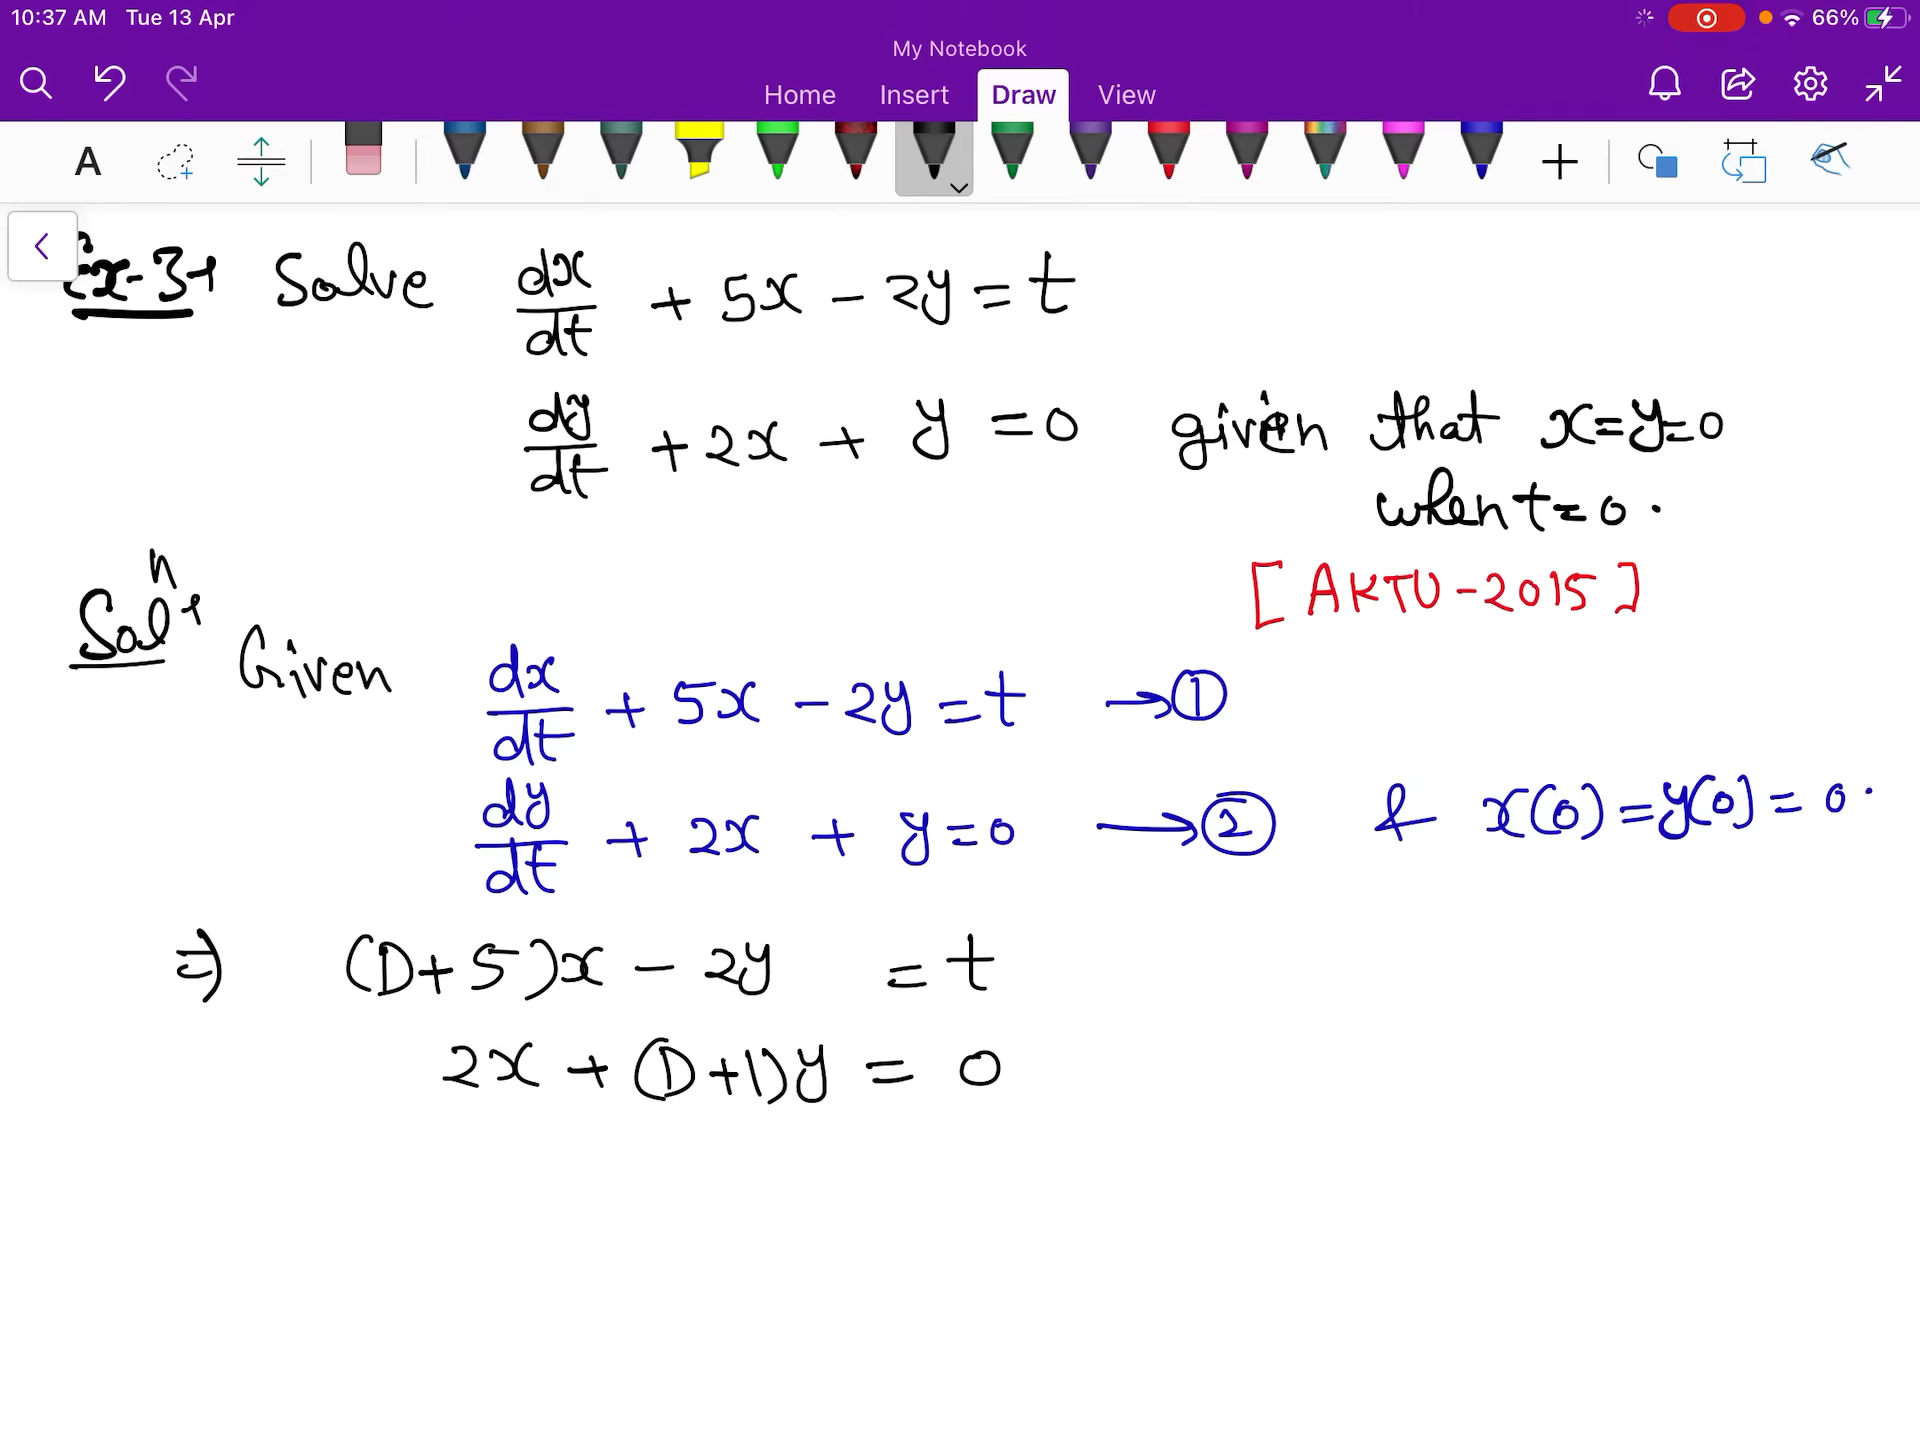 10:37 AM Tue 13 Apr 66%
My Notebook
Home Insert Draw View
A
Ex-3→ Solve dx/dt + 5x - 2y = t
dy/dt + 2x + y = 0 given that x=y=0
when t=0.
[AKTU-2015]
Solⁿ→
Given dx/dt + 5x - 2y = t →①
dy/dt + 2x + y = 0 →② & x(0) = y(0) = 0.
⇒ (D+5)x - 2y = t
2x + (D+1)y = 0